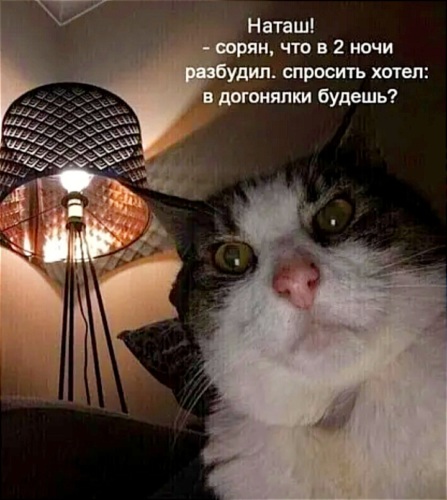 Наташ!
- сорян, что в 2 ночи
разбудил. спросить хотел:
в догонялки будешь?